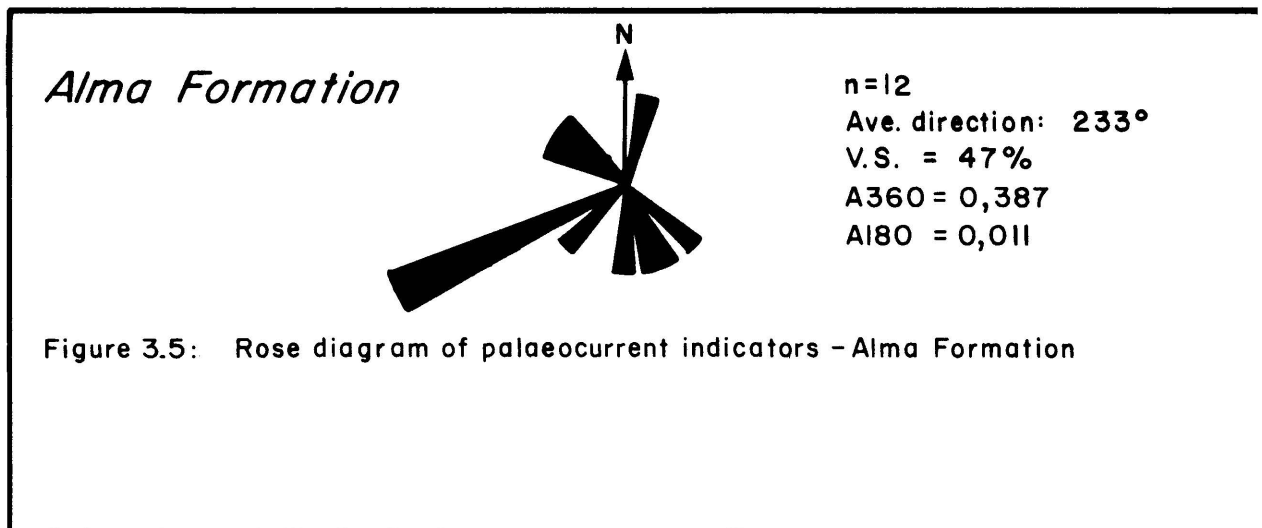 N
Alma Formation
n=12
Ave. direction: 233°
V.S. = 47%
A360 = 0,387
A180 = 0,011
Figure 3.5: Rose diagram of palaeocurrent indicators - Alma Formation